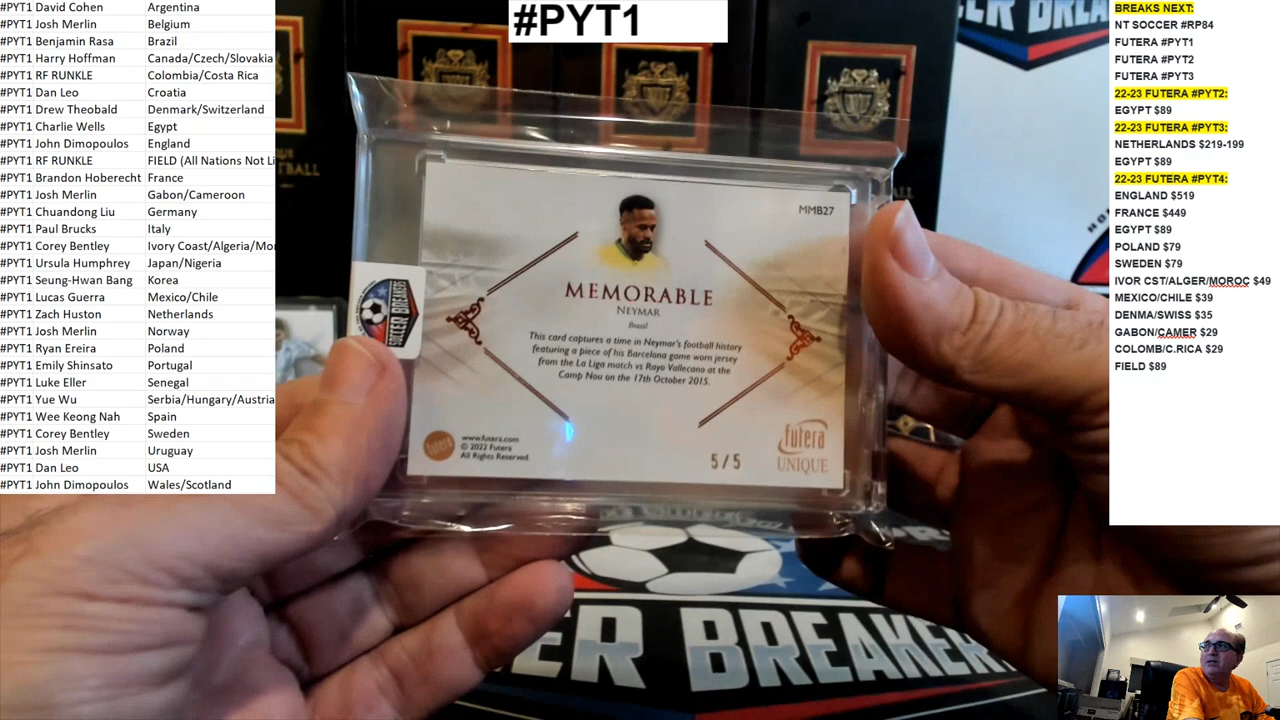 #PYT1
#PYT1 David Cohen Argentina
#PYT1 Josh Merlin Belgium
#PYT1 Benjamin Rasa Brazil
#PYT1 Harry Hoffman Canada/Czech/Slovakia
#PYT1 RF RUNKLE Colombia/Costa Rica
#PYT1 Dan Leo Croatia
#PYT1 Drew Theobald Denmark/Switzerland
#PYT1 Charlie Wells Egypt
#PYT1 John Dimopoulos England
#PYT1 RF RUNKLE FIELD (All Nations Not Li
#PYT1 Brandon Hoberecht France
#PYT1 Josh Merlin Gabon/Cameroon
#PYT1 Chuandong Liu Germany
#PYT1 Paul Brucks Italy
#PYT1 Corey Bentley Ivory Coast/Algeria/Mor
#PYT1 Ursula Humphrey Japan/Nigeria
#PYT1 Seung-Hwan Bang Korea
#PYT1 Lucas Guerra Mexico/Chile
#PYT1 Zach Huston Netherlands
#PYT1 Josh Merlin Norway
#PYT1 Ryan Ereira Poland
#PYT1 Emily Shinsato Portugal
#PYT1 Luke Eller Senegal
#PYT1 Yue Wu Serbia/Hungary/Austria
#PYT1 Wee Keong Nah Spain
#PYT1 Corey Bentley Sweden
#PYT1 Josh Merlin Uruguay
#PYT1 Dan Leo USA
#PYT1 John Dimopoulos Wales/Scotland
MMB27
MEMORABLE
NEYMAR
Brazil
This card captures a time in Neymar's football history
featuring a piece of his Barcelona game worn jersey
from the La Liga match vs Rayo Vallecano at the
Camp Nou on the 17th October 2015.
futera
www.futera.com
© 2022 Futera
All Rights Reserved.
5/5
futera
UNIQUE
SOCCER BREAKERS
ER BREAKER
BREAKS NEXT:
NT SOCCER #RP84
FUTERA #PYT1
FUTERA #PYT2
FUTERA #PYT3
22-23 FUTERA #PYT2:
EGYPT $89
22-23 FUTERA #PYT3:
NETHERLANDS $219-199
EGYPT $89
22-23 FUTERA #PYT4:
ENGLAND $519
FRANCE $449
EGYPT $89
POLAND $79
SWEDEN $79
IVOR CST/ALGER/MOROC $49
MEXICO/CHILE $39
DENMA/SWISS $35
GABON/CAMER $29
COLOMB/C.RICA $29
FIELD $89